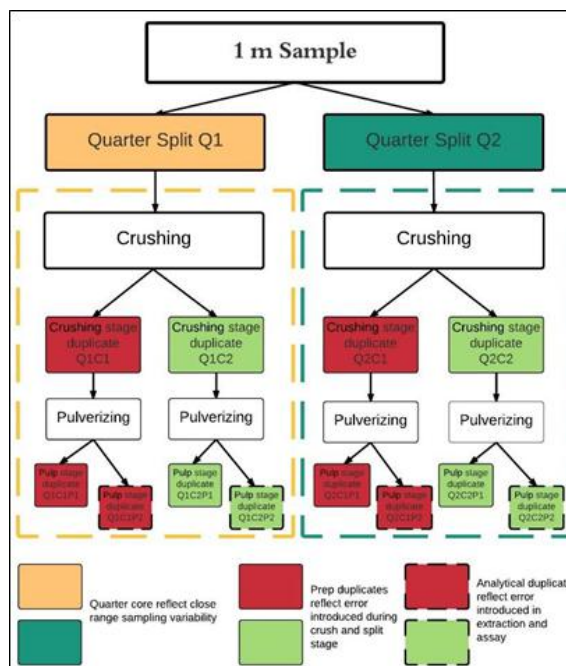 1 m Sample
Quarter Split Q1
Quarter Split Q2
Crushing
Crushing
Crushing stage
duplicate
Q1C1
Crushing stage
duplicate
Q1C2
Crushing stage
duplicate
Q2C1
Crushing stage
duplicate
Q2C2
Pulverizing
Pulverizing
Pulverizing
Pulverizing
Pulp stage
duplicate
Q1C1P1
Pulp stage
duplicate
Q1C1P2
Pulp stage
duplicate
Q1C2P1
Pulp stage
duplicate
Q1C2P2
Pulp stage
duplicate
Q2C1P1
Pulp stage
duplicate
Q2C1P2
Pulp stage
duplicate
Q2C2P1
Pulp stage
duplicate
Q2C2P2
Quarter core reflect close
range sampling variability
Prep duplicates
reflect error
introduced during
crush and split
stage
Analytical duplicat
reflect error
introduced in
extraction and
assay